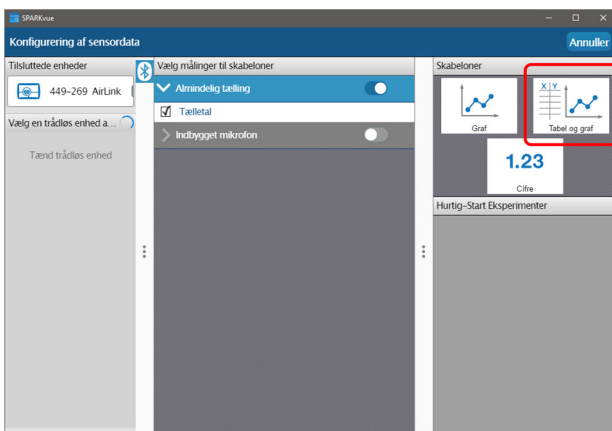 SPARKvue
Konfigurering af sensordata
Annuller
Tilsluttede enheder
449-269 AirLink
Vælg en trådløs enhed a...
Tænd trådløs enhed
Vælg målinger til skabeloner
Almindelig tælling
Tælletal
Indbygget mikrofon
Skabeloner
Graf
X Y
Tabel og graf
1.23
Cifre
Hurtig-Start Eksperimenter